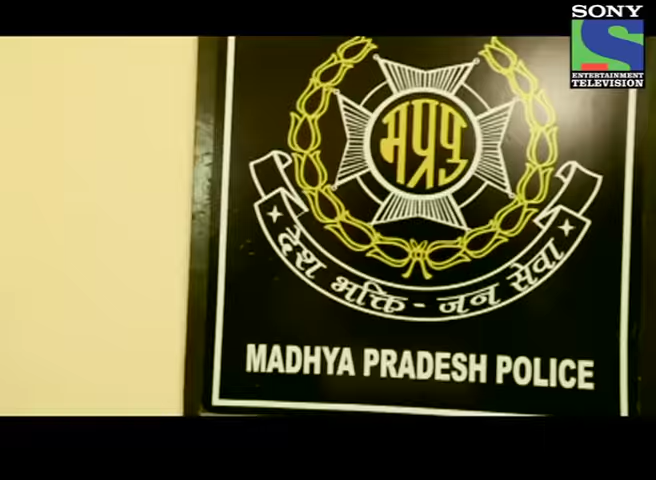 SONY
ENTERTAINMENT
TELEVISION
मप्रपु
देश भक्ति - जन सेवा
MADHYA PRADESH POLICE